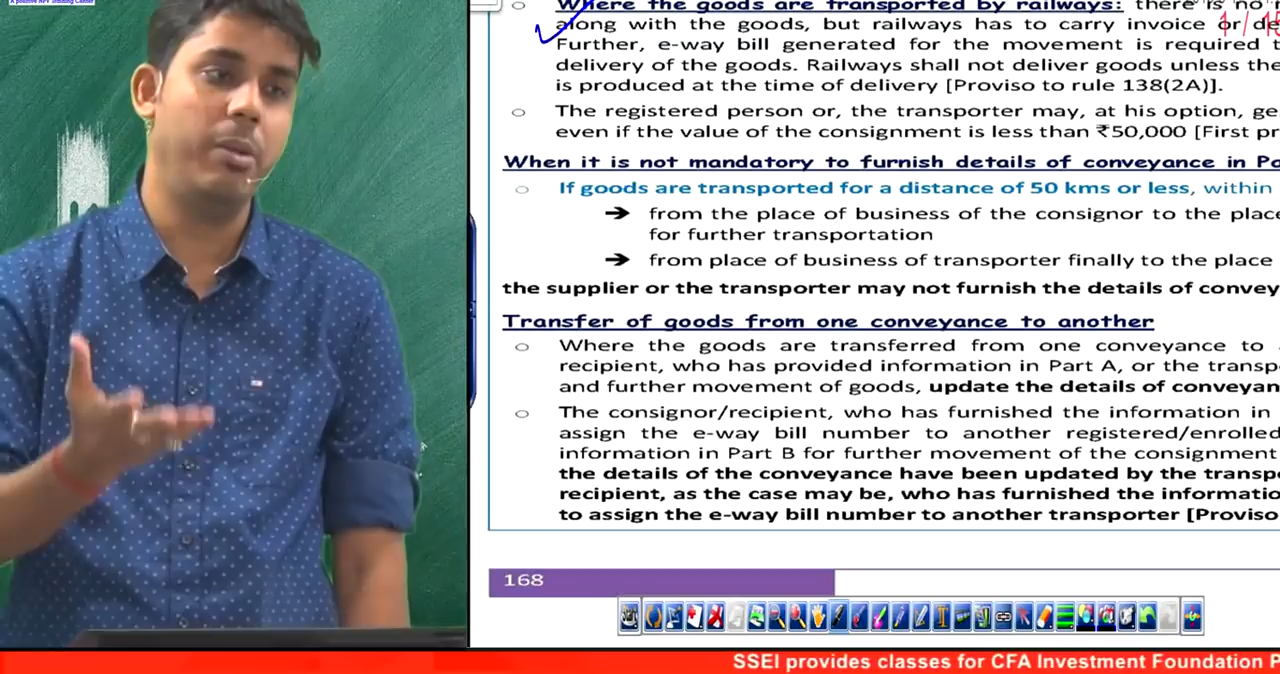 A positive NPV Training Center
Where the goods are transported by railways: there is no
along with the goods, but railways has to carry invoice or de
Further, e-way bill generated for the movement is required t
delivery of the goods. Railways shall not deliver goods unless the
is produced at the time of delivery [Proviso to rule 138(2A)].
The registered person or, the transporter may, at his option, ge
even if the value of the consignment is less than ₹50,000 [First pr
When it is not mandatory to furnish details of conveyance in Pa
If goods are transported for a distance of 50 kms or less, within
from the place of business of the consignor to the place
for further transportation
from place of business of transporter finally to the place
the supplier or the transporter may not furnish the details of convey
Transfer of goods from one conveyance to another
Where the goods are transferred from one conveyance to
recipient, who has provided information in Part A, or the transp
and further movement of goods, update the details of conveyan
The consignor/recipient, who has furnished the information in
assign the e-way bill number to another registered/enrolled
information in Part B for further movement of the consignment
the details of the conveyance have been updated by the transpo
recipient, as the case may be, who has furnished the informatio
to assign the e-way bill number to another transporter [Proviso
168
SSEI provides classes for CFA Investment Foundation P